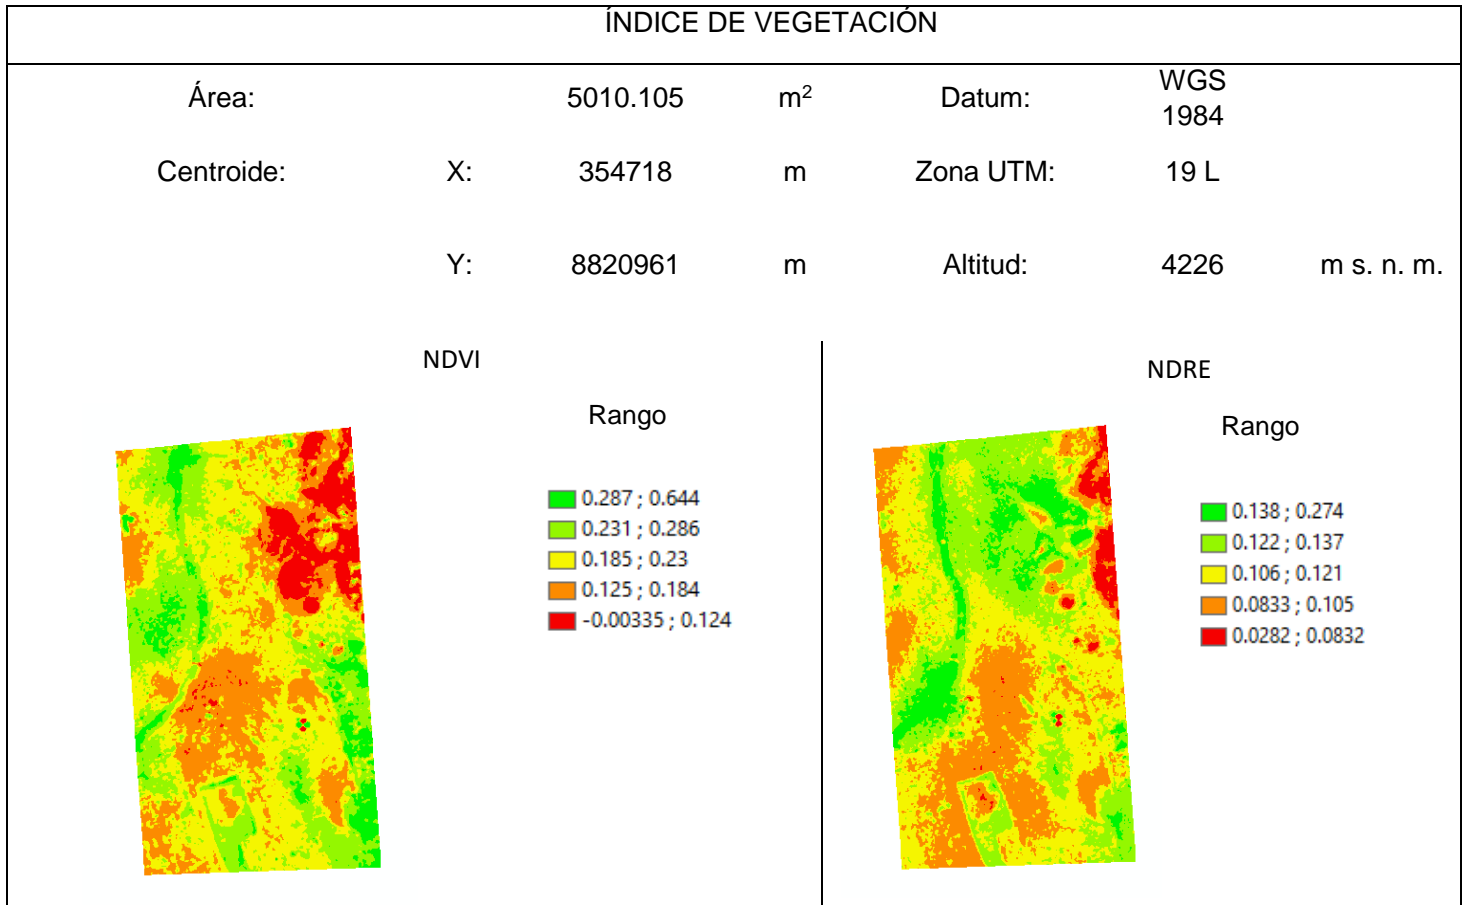 ÍNDICE DE VEGETACIÓN
Área: 5010.105 m² Datum: WGS 1984
Centroide: X: 354718 m Zona UTM: 19 L
Y: 8820961 m Altitud: 4226 m s. n. m.
NDVI
Rango
0.287 ; 0.644
0.231 ; 0.286
0.185 ; 0.23
0.125 ; 0.184
-0.00335 ; 0.124
NDRE
Rango
0.138 ; 0.274
0.122 ; 0.137
0.106 ; 0.121
0.0833 ; 0.105
0.0282 ; 0.0832